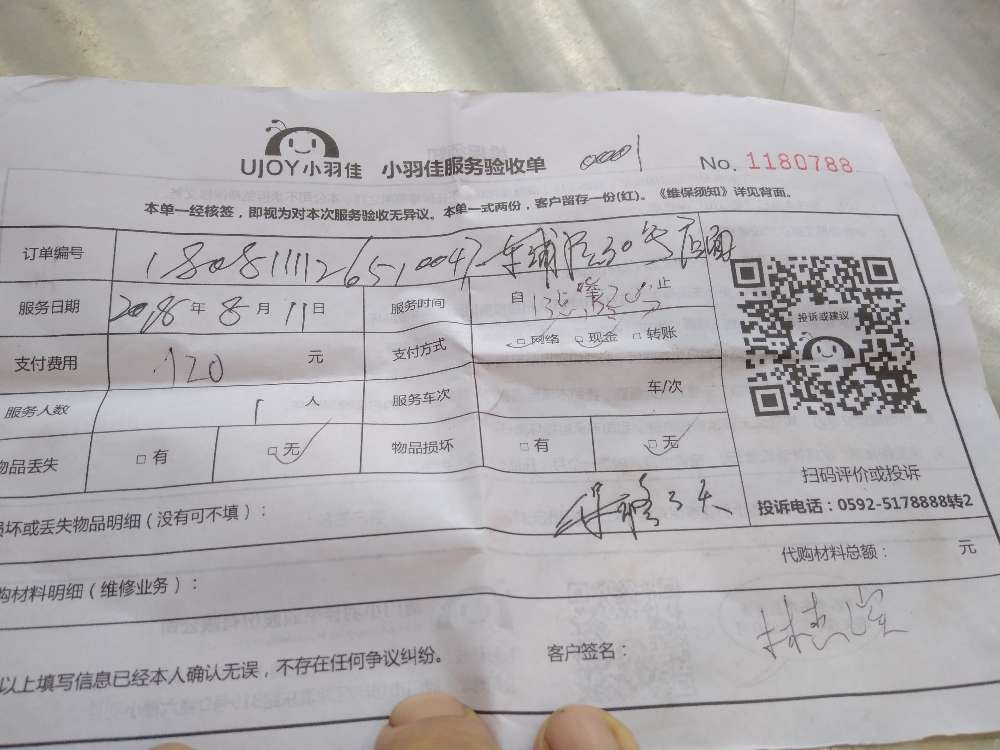 UJOY小羽佳 小羽佳服务验收单 0001 No. 1180788
本单一经核签，即视为对本次服务验收无异议。本单一式两份，客户留存一份(红)。《维保须知》详见背面。
订单编号
服务日期 2018 年 8 月 11 日 服务时间 自 止
支付费用 120 元 支付方式 □网络 □现金 □转账
服务人数 1 人 服务车次 车/次
物品丢失 □有 □无 物品损坏 □有 □无
投诉或建议
扫码评价或投诉
投诉电话：0592-5178888转2
损坏或丢失物品明细（没有可不填）：
3天
购材料明细（维修业务）：
代购材料总额： 元
以上填写信息已经本人确认无误，不存在任何争议纠纷。 客户签名：